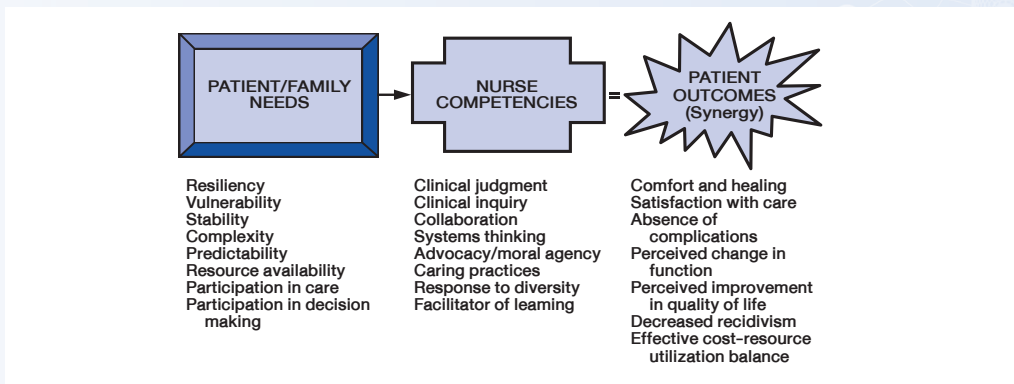 PATIENT/FAMILY
NEEDS
NURSE
COMPETENCIES
=
PATIENT
OUTCOMES
(Synergy)
Resiliency
Vulnerability
Stability
Complexity
Predictability
Resource availability
Participation in care
Participation in decision
making
Clinical judgment
Clinical inquiry
Collaboration
Systems thinking
Advocacy/moral agency
Caring practices
Response to diversity
Facilitator of learning
Comfort and healing
Satisfaction with care
Absence of
complications
Perceived change in
function
Perceived improvement
in quality of life
Decreased recidivism
Effective cost-resource
utilization balance